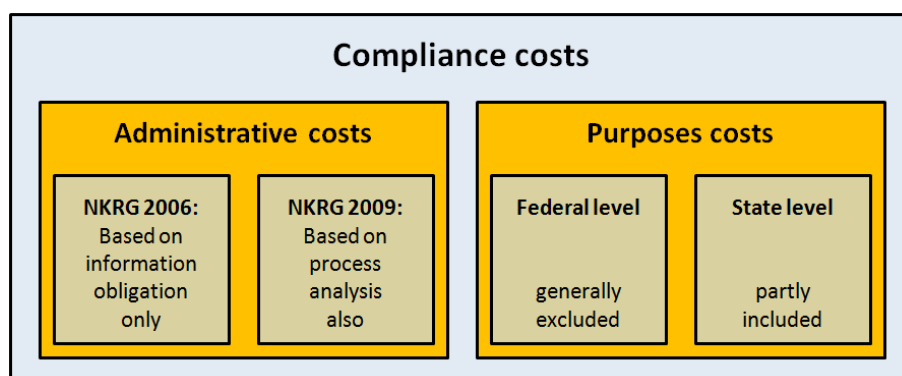 Compliance costs
Administrative costs
NKRG 2006:
Based on
information
obligation
only
NKRG 2009:
Based on
process
analysis
also
Purposes costs
Federal level
generally
excluded
State level
partly
included